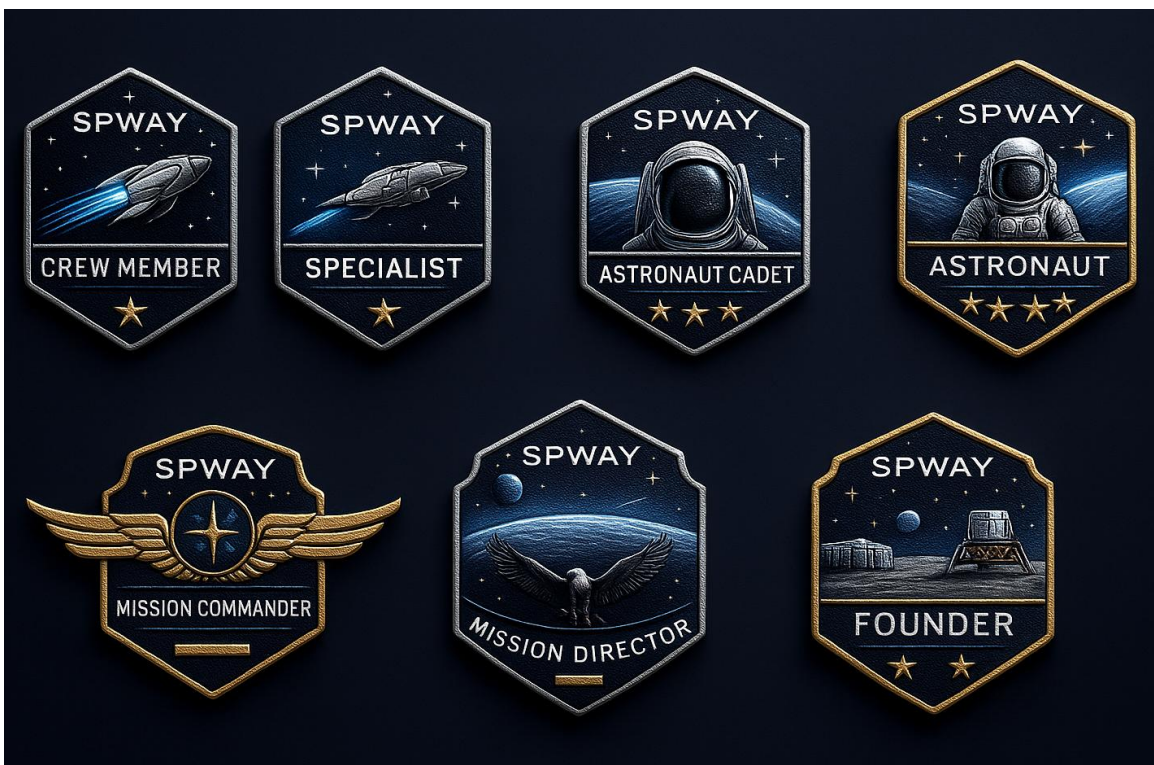 SPWAY
CREW MEMBER
SPWAY
SPECIALIST
SPWAY
ASTRONAUT CADET
SPWAY
ASTRONAUT
SPWAY
MISSION COMMANDER
SPWAY
MISSION DIRECTOR
SPWAY
FOUNDER